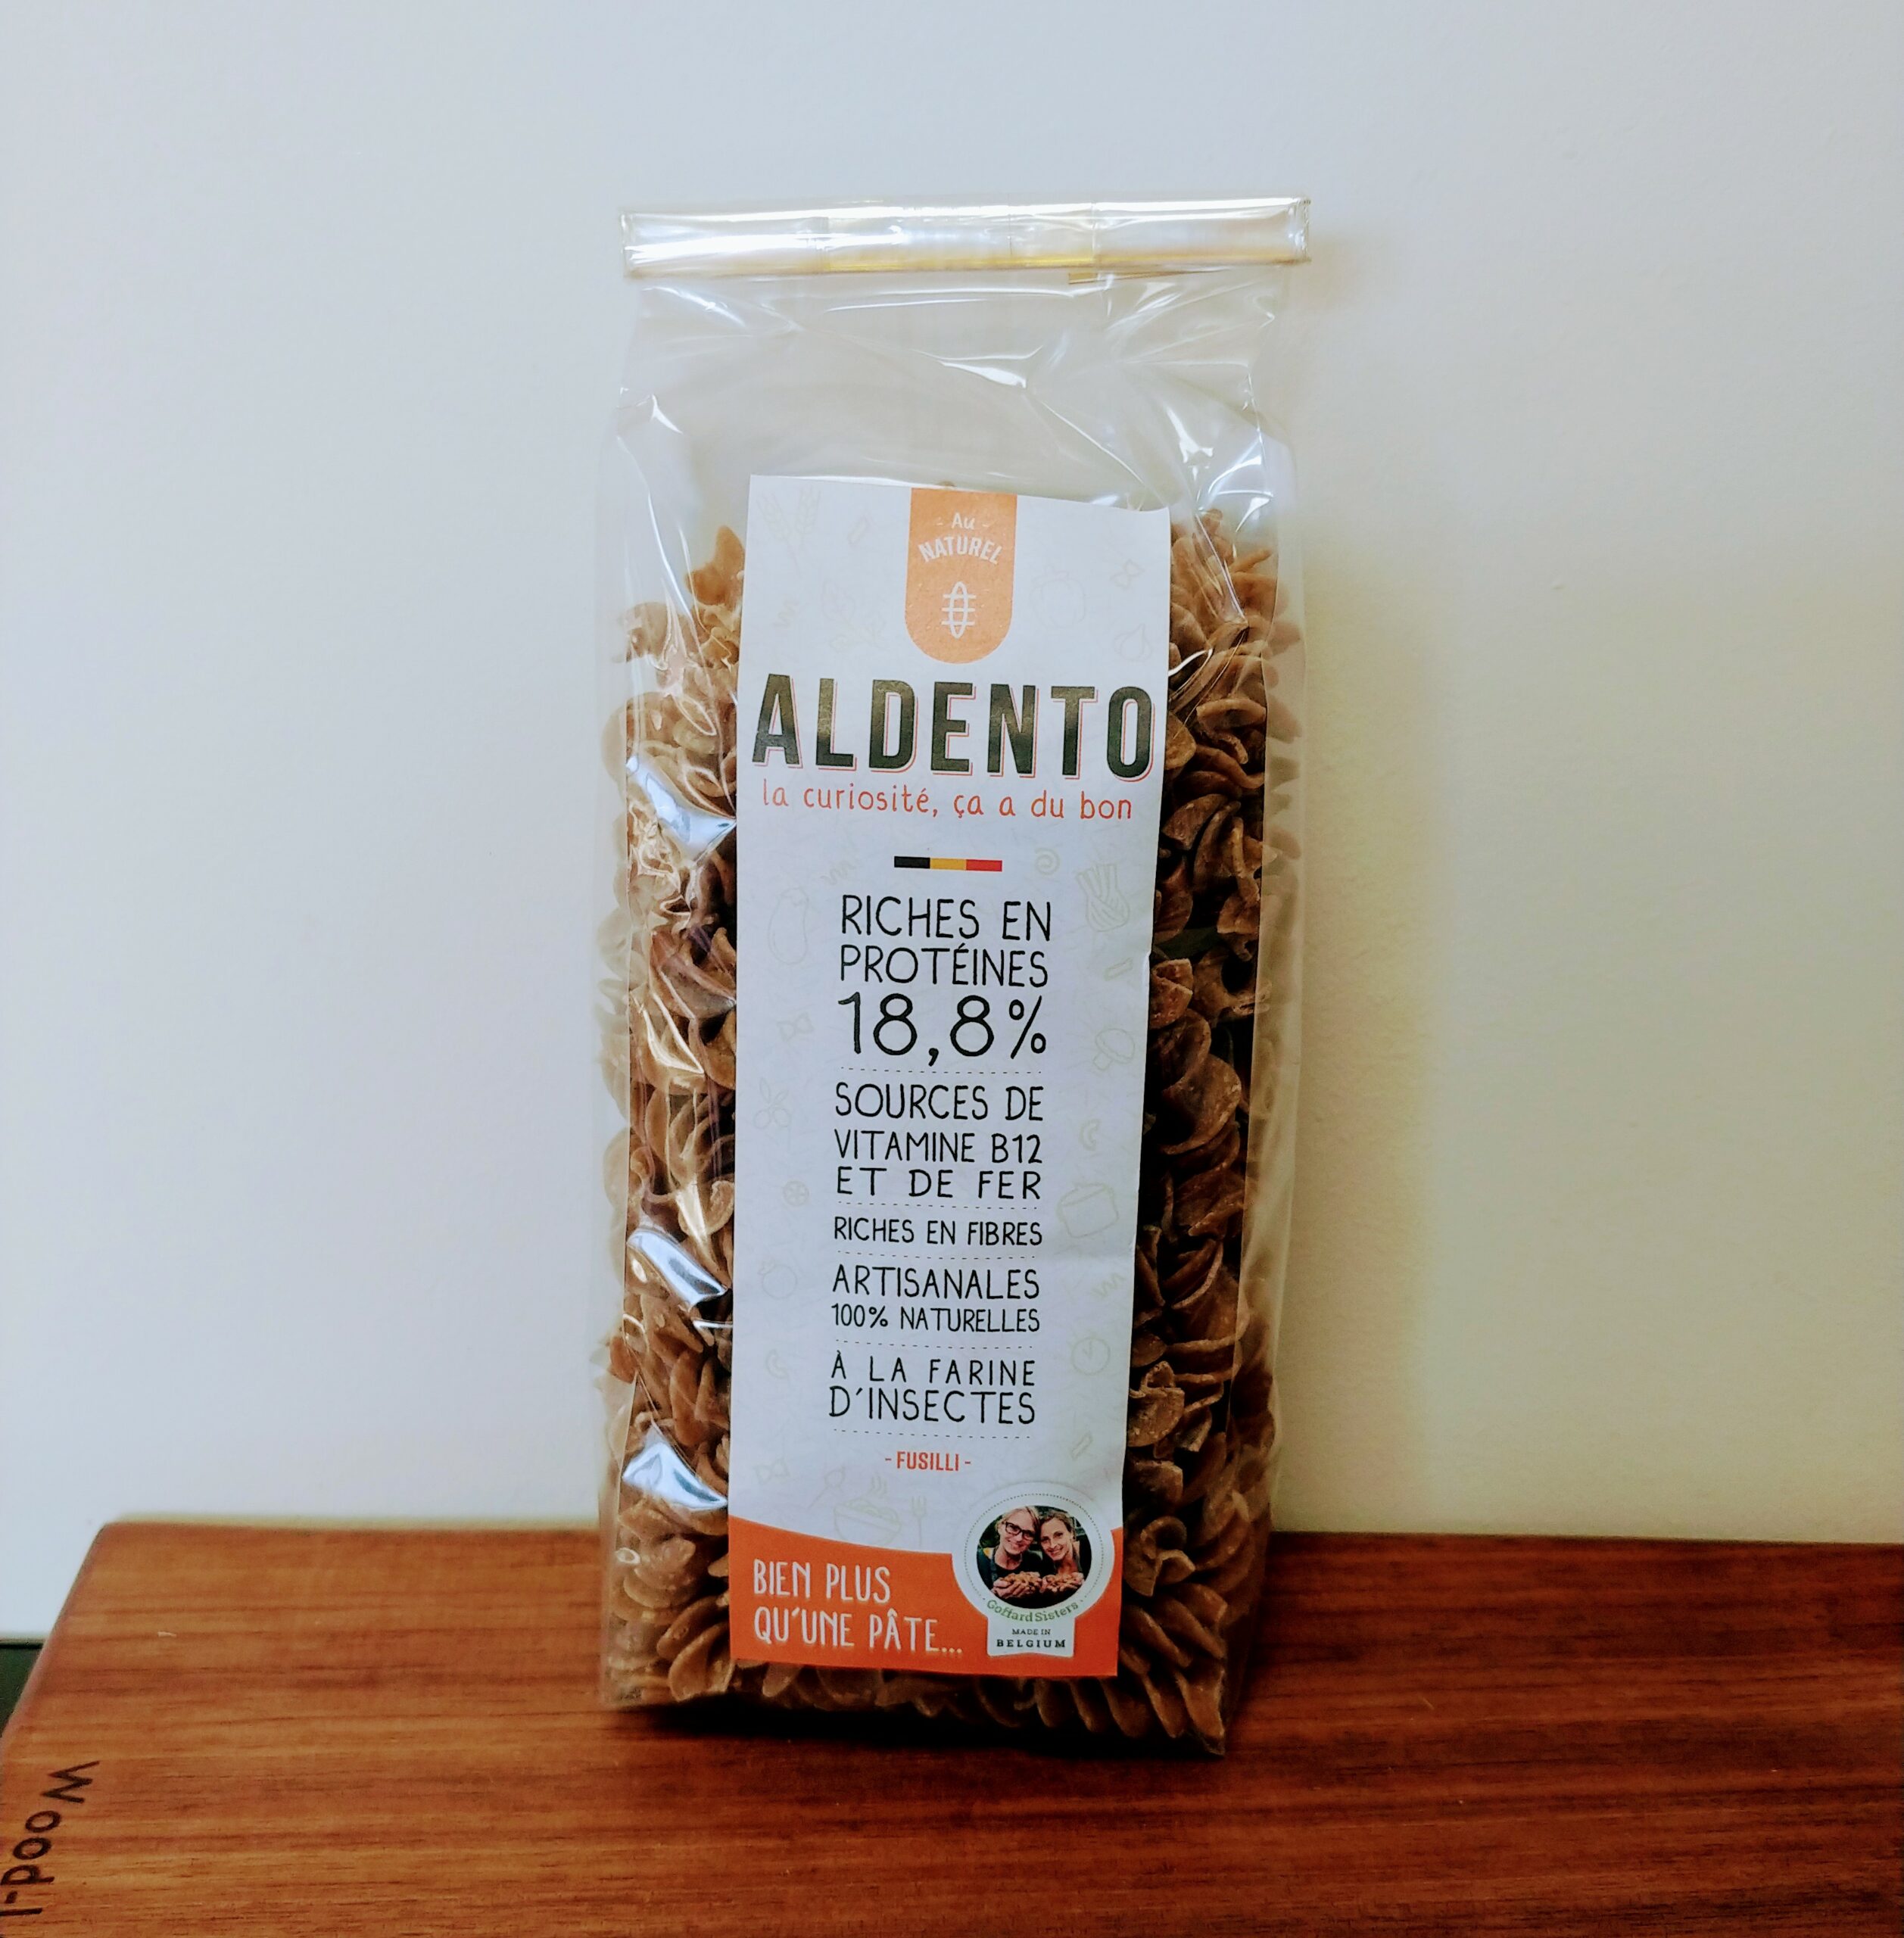 - Au -
NATUREL
ALDENTO
la curiosité, ça a du bon
RICHES EN
PROTÉINES
18,8%
SOURCES DE
VITAMINE B12
ET DE FER
RICHES EN FIBRES
ARTISANALES
100% NATURELLES
À LA FARINE
D'INSECTES
- FUSILLI -
BIEN PLUS
QU'UNE PÂTE...
Goffard Sisters
MADE IN
BELGIUM
Wood-I